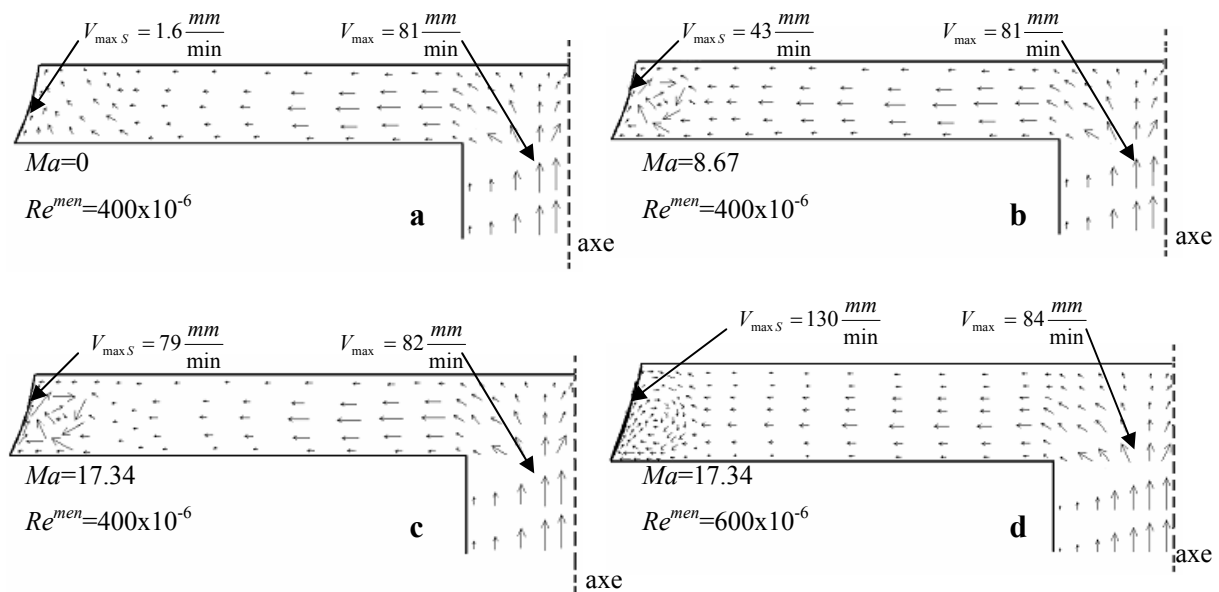 a
V_max S = 1.6 mm/min
V_max = 81 mm/min
Ma=0
Re^men=400x10^-6
axe
b
V_max S = 43 mm/min
V_max = 81 mm/min
Ma=8.67
Re^men=400x10^-6
axe
c
V_max S = 79 mm/min
V_max = 82 mm/min
Ma=17.34
Re^men=400x10^-6
axe
d
V_max S = 130 mm/min
V_max = 84 mm/min
Ma=17.34
Re^men=600x10^-6
axe